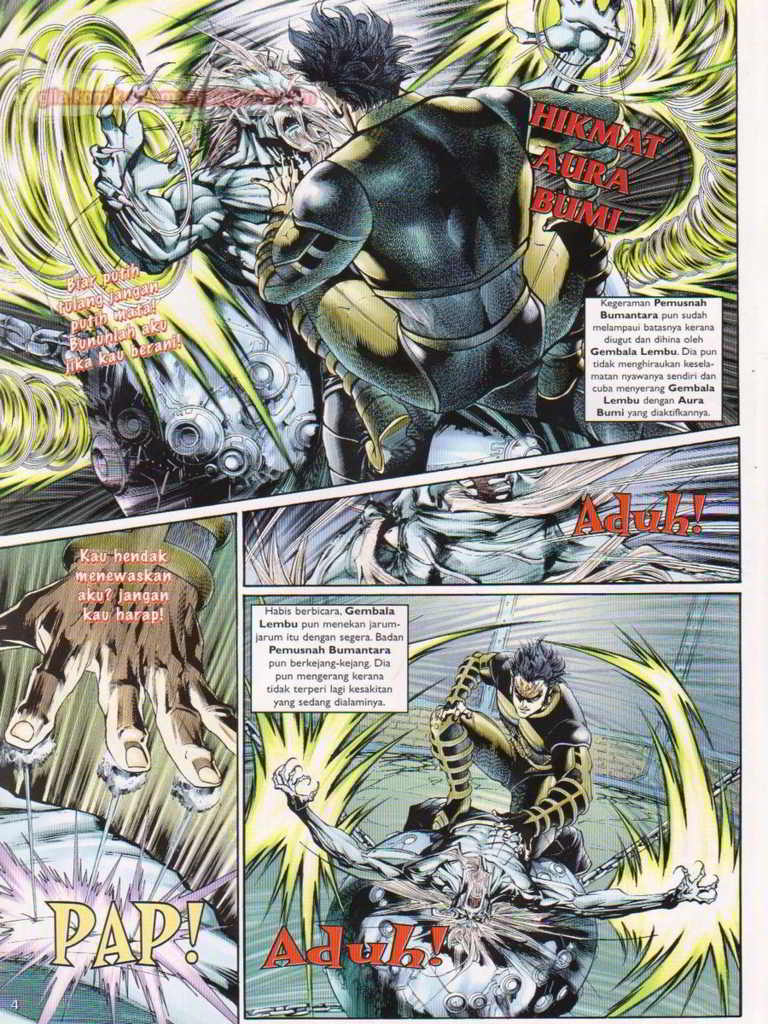 HIKMAT
AURA
BUMI
Biar putih
tulang jangan
putih mata!
Bunuhlah aku
jika kau berani!
Kegeraman Pemusnah
Bumantara pun sudah
melampaui batasnya kerana
diugut dan dihina oleh
Gembala Lembu. Dia pun
tidak menghiraukan kesela-
matan nyawanya sendiri dan
cuba menyerang Gembala
Lembu dengan Aura
Bumi yang diaktifkannya.
Aduh!
Kau hendak
menewaskan
aku? jangan
kau harap!
PAP!
Habis berbicara, Gembala
Lembu pun menekan jarum-
jarum itu dengan segera. Badan
Pemusnah Bumantara
pun berkejang-kejang. Dia
pun mengerang kerana
tidak terperi lagi kesakitan
yang sedang dialaminya.
Aduh!
4